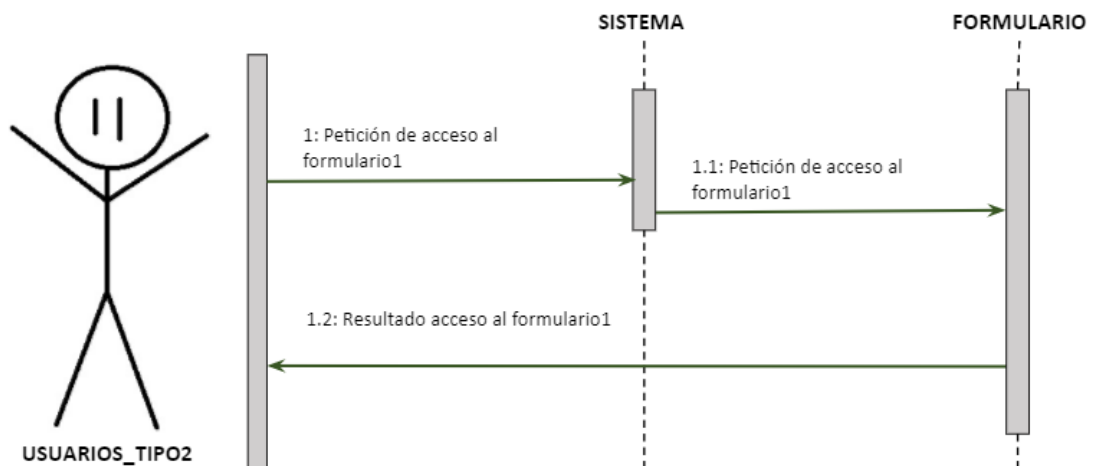 SISTEMA
FORMULARIO
1: Petición de acceso al
formulario1
1.1: Petición de acceso al
formulario1
1.2: Resultado acceso al formulario1
USUARIOS_TIPO2